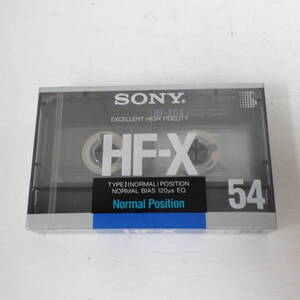 SONY
EXCELLENT HIGH FIDELITY
HF-X
TYPE I (NORMAL) POSITION
NORMAL BIAS 120μs EQ
Normal Position
54